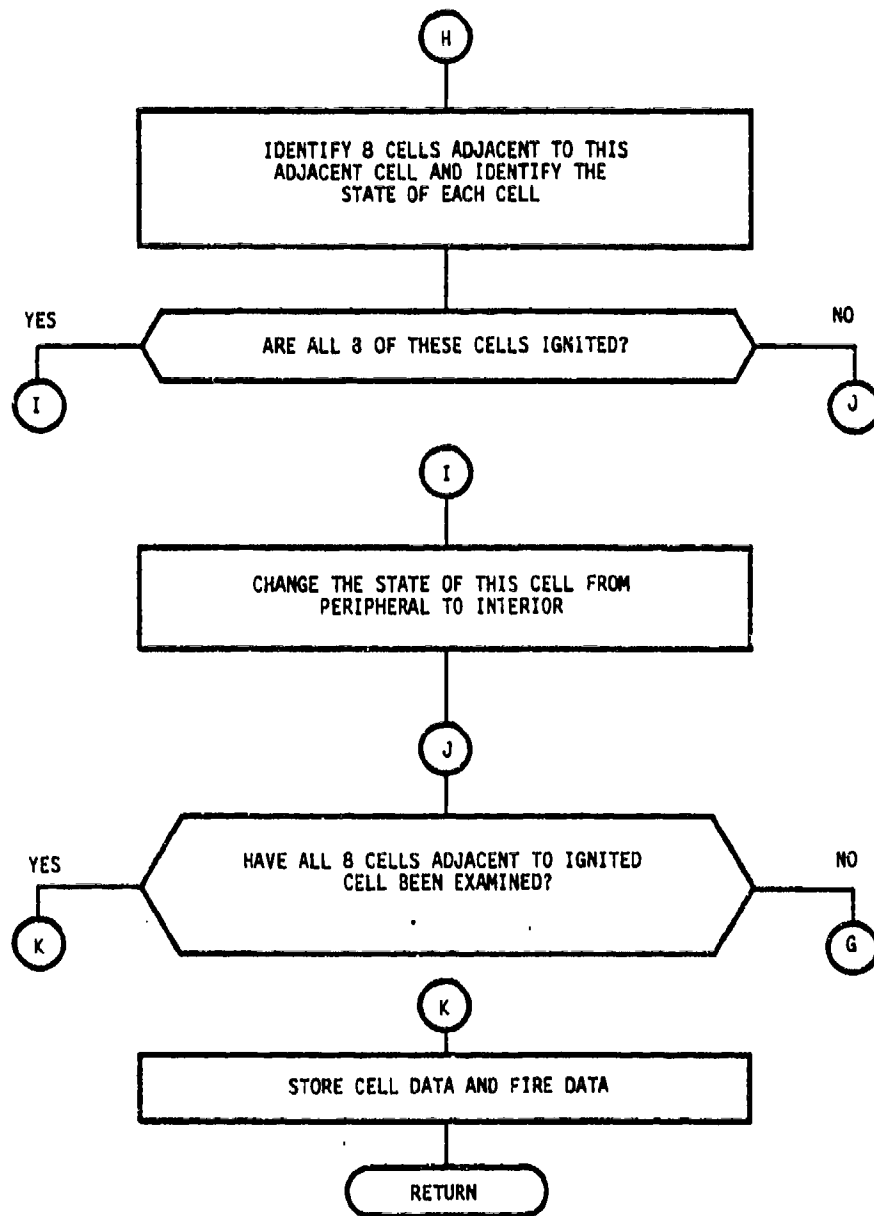 H
IDENTIFY 8 CELLS ADJACENT TO THIS
ADJACENT CELL AND IDENTIFY THE
STATE OF EACH CELL
YES
NO
ARE ALL 8 OF THESE CELLS IGNITED?
I
J
I
CHANGE THE STATE OF THIS CELL FROM
PERIPHERAL TO INTERIOR
J
YES
NO
HAVE ALL 8 CELLS ADJACENT TO IGNITED
CELL BEEN EXAMINED?
K
G
K
STORE CELL DATA AND FIRE DATA
RETURN